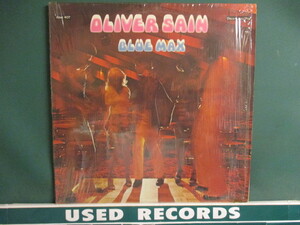 OLIVER SAIN
BLUE MAX
USED RECORDS